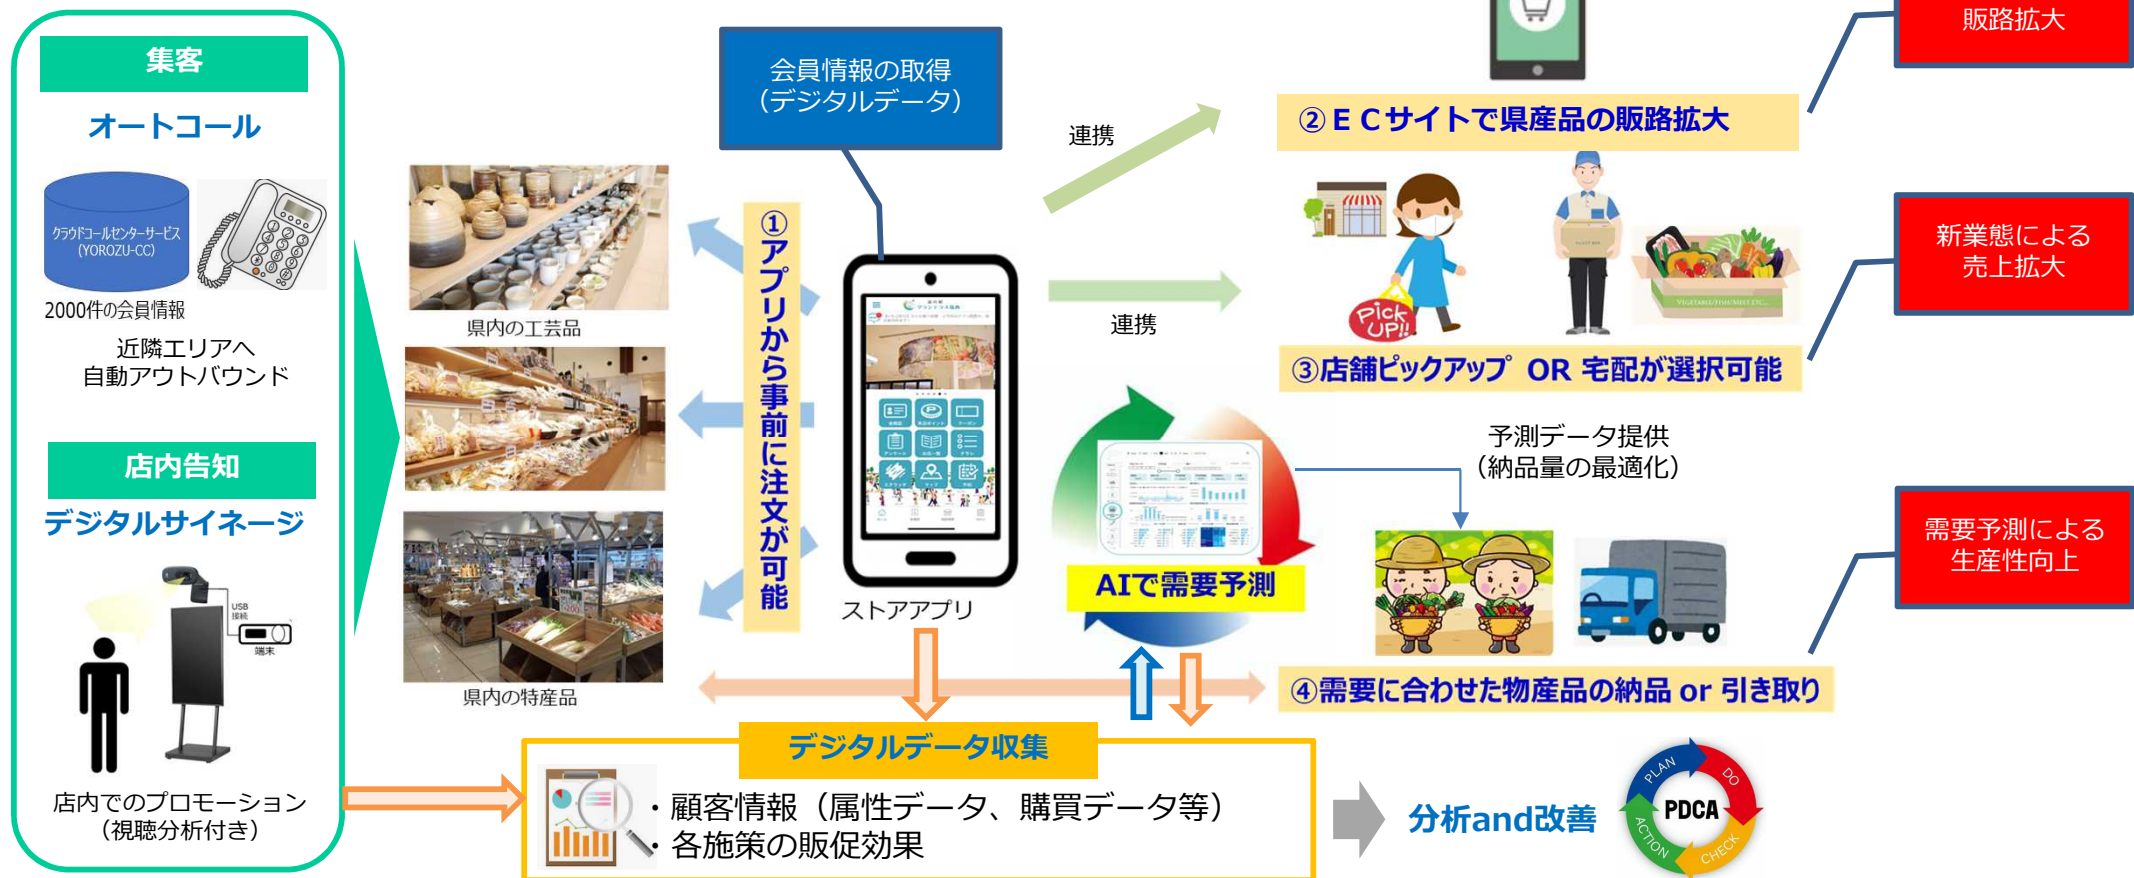 集客
オートコール
クラウドコールセンターサービス
(YOROZU-CC)
2000件の会員情報
近隣エリアへ
自動アウトバウンド
店内告知
デジタルサイネージ
USB
接続
端末
店内でのプロモーション
（視聴分析付き）
県内の工芸品
県内の特産品
①アプリから事前に注文が可能
会員情報の取得
（デジタルデータ）
ストアアプリ
連携
連携
②ＥＣサイトで県産品の販路拡大
Pick
UP!!
③店舗ピックアップ OR 宅配が選択可能
AIで需要予測
予測データ提供
（納品量の最適化）
④需要に合わせた物産品の納品 or 引き取り
販路拡大
新業態による
売上拡大
需要予測による
生産性向上
デジタルデータ収集
・顧客情報（属性データ、購買データ等）
・各施策の販促効果
分析and改善
PLAN
DO
PDCA
ACTION
CHECK